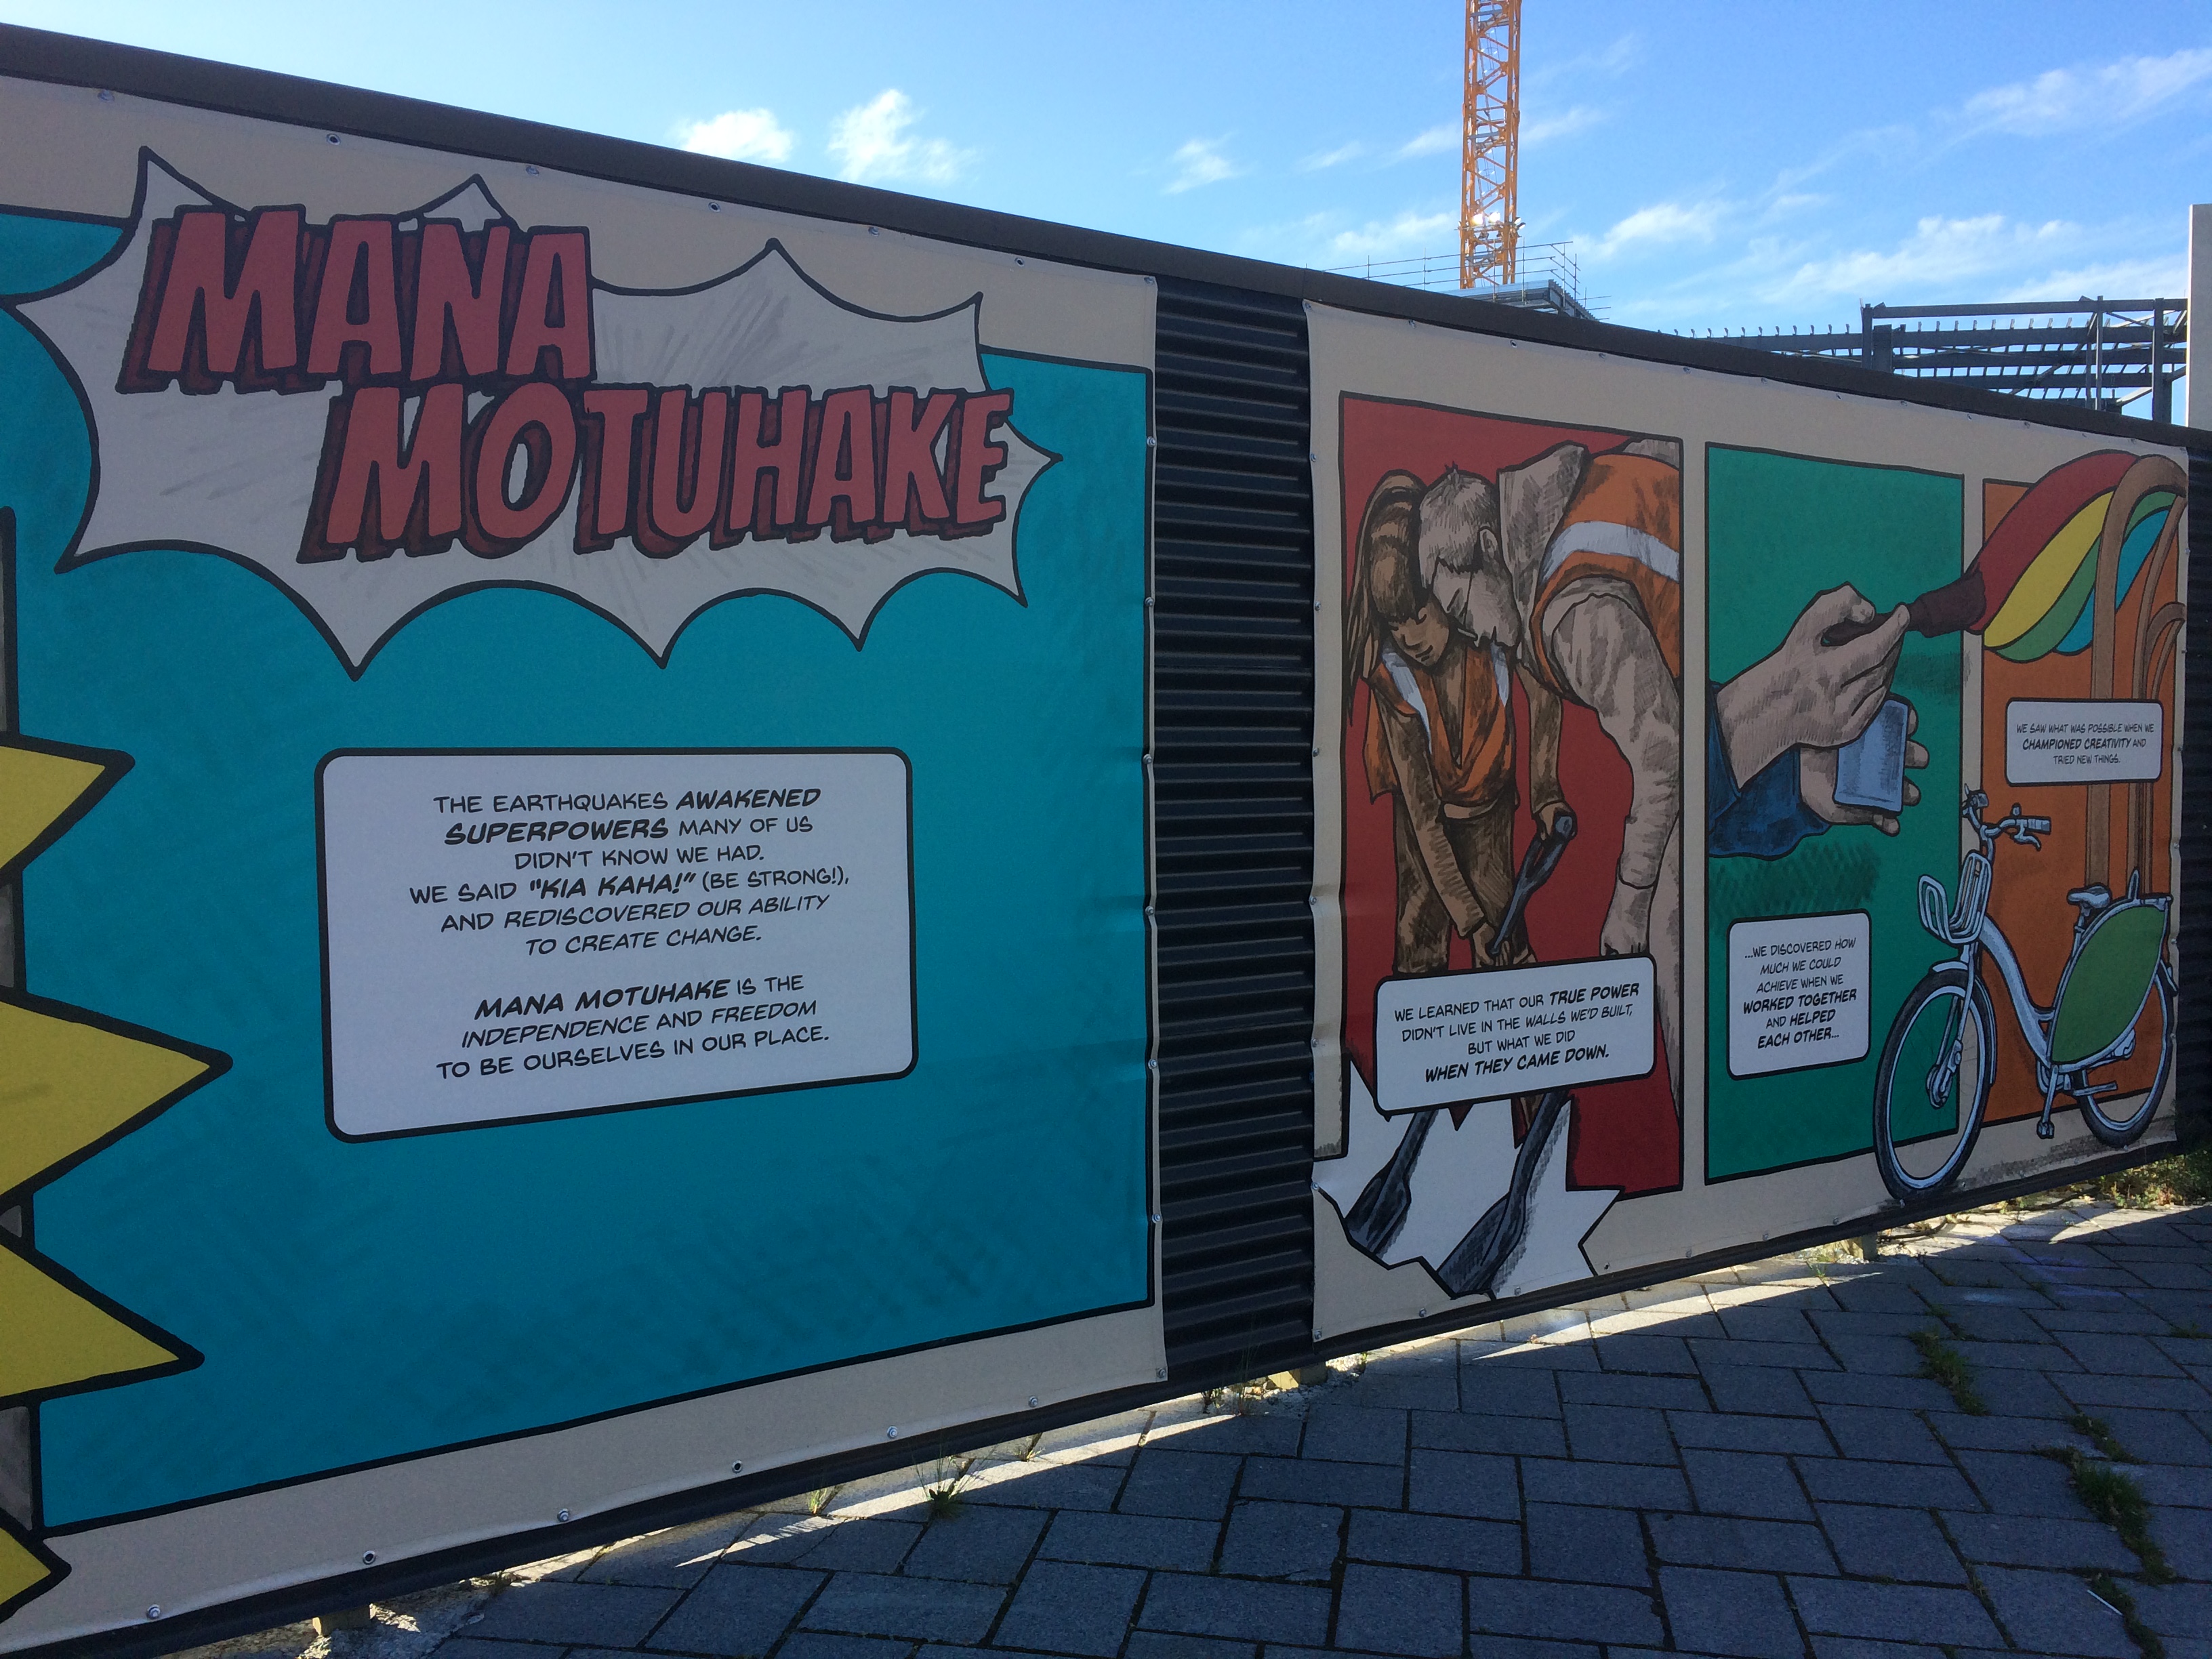 MANA
MOTUHAKE
THE EARTHQUAKES AWAKENED
SUPERPOWERS MANY OF US
DIDN'T KNOW WE HAD.
WE SAID "KIA KAHA!" (BE STRONG!),
AND REDISCOVERED OUR ABILITY
TO CREATE CHANGE.
MANA MOTUHAKE IS THE
INDEPENDENCE AND FREEDOM
TO BE OURSELVES IN OUR PLACE.
WE LEARNED THAT OUR TRUE POWER
DIDN'T LIVE IN THE WALLS WE'D BUILT,
BUT WHAT WE DID
WHEN THEY CAME DOWN.
...WE DISCOVERED HOW
MUCH WE COULD
ACHIEVE WHEN WE
WORKED TOGETHER
AND HELPED
EACH OTHER...
WE SAW WHAT WAS POSSIBLE WHEN WE
CHAMPIONED CREATIVITY AND
TRIED NEW THINGS.